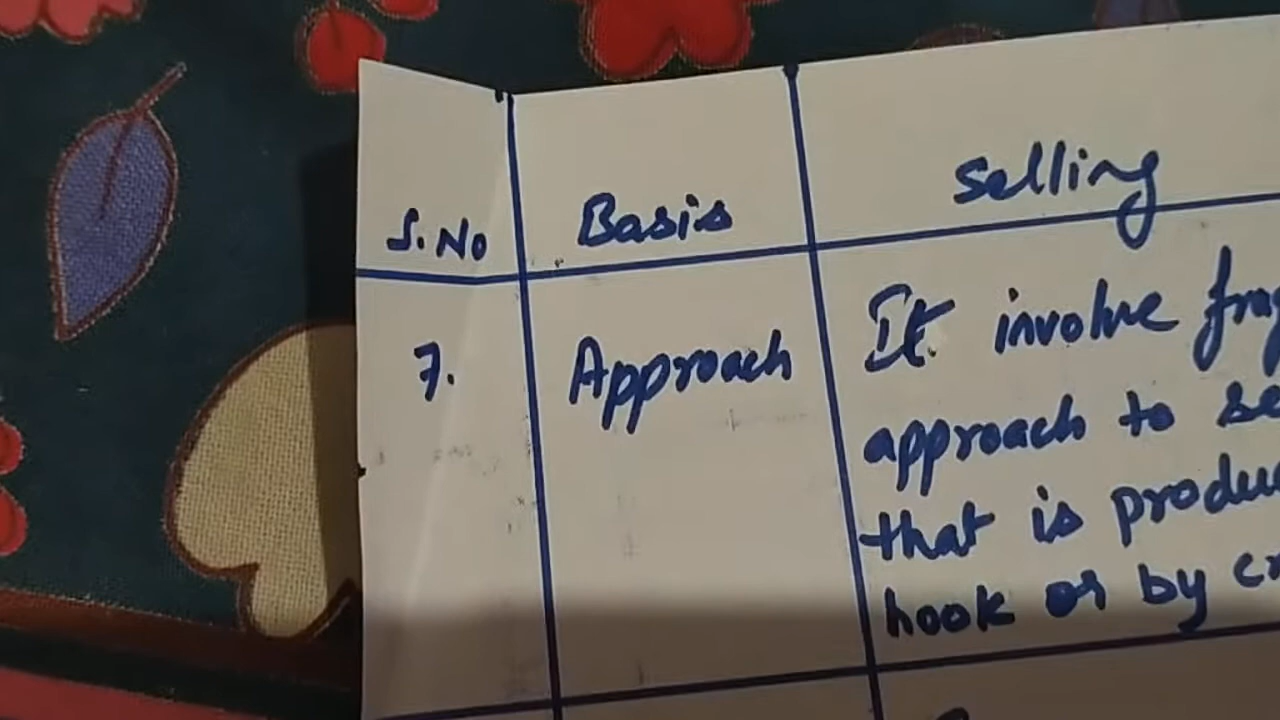 S.No Basis Selling
7. Approach It involve
approach to
that is
hook or by